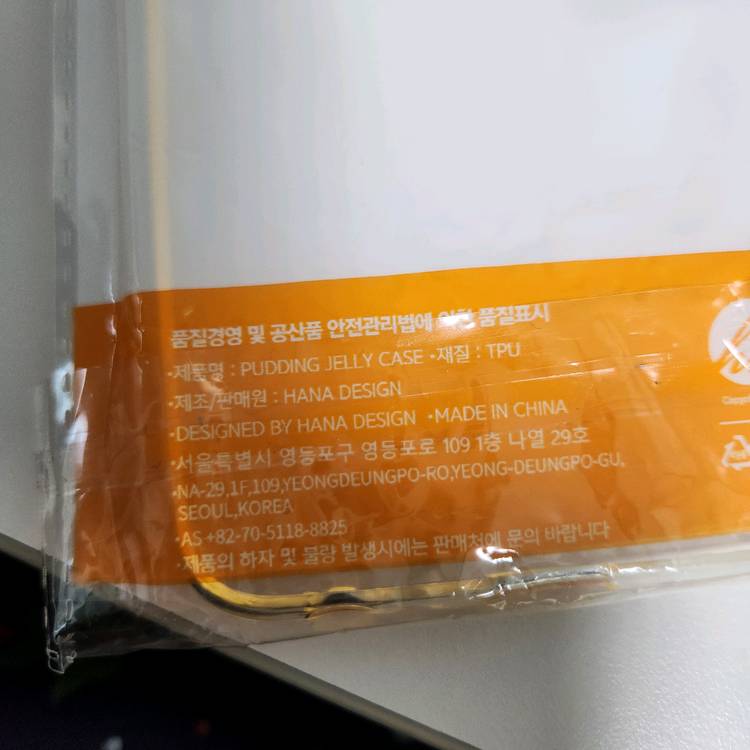 품질경영 및 공산품 안전관리법에 의한 품질표시
·제품명 : PUDDING JELLY CASE ·재질 : TPU
·제조/판매원 : HANA DESIGN
·DESIGNED BY HANA DESIGN ·MADE IN CHINA
·서울특별시 영등포구 영등포로 109 1층 나열 29호
·NA-29,1F,109,YEONGDEUNGPO-RO,YEONG-DEUNGPO-GU,
SEOUL,KOREA
·AS +82-70-5118-8825
·제품의 하자 및 불량 발생시에는 판매처에 문의 바랍니다